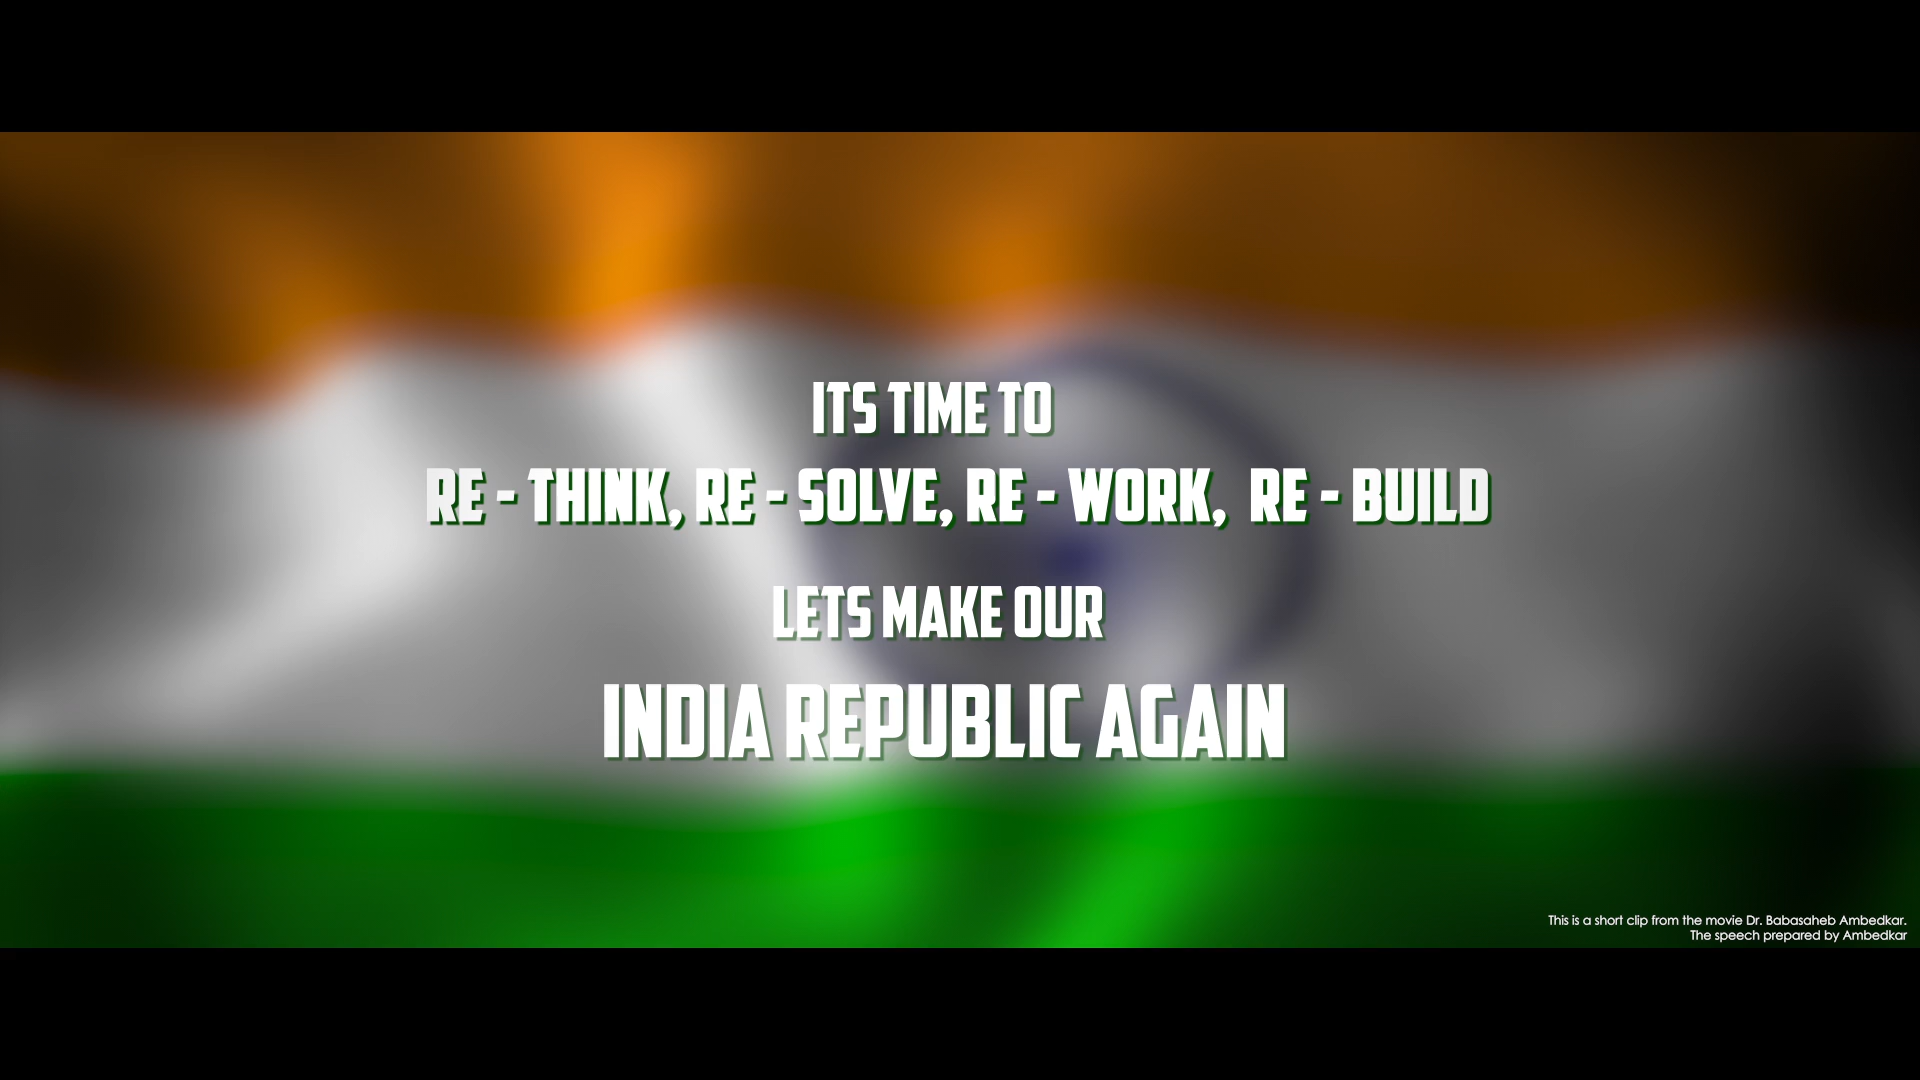 ITS TIME TO
RE - THINK, RE - SOLVE, RE - WORK, RE - BUILD
LETS MAKE OUR
INDIA REPUBLIC AGAIN
This is a short clip from the movie Dr. Babasaheb Ambedkar.
The speech prepared by Ambedkar